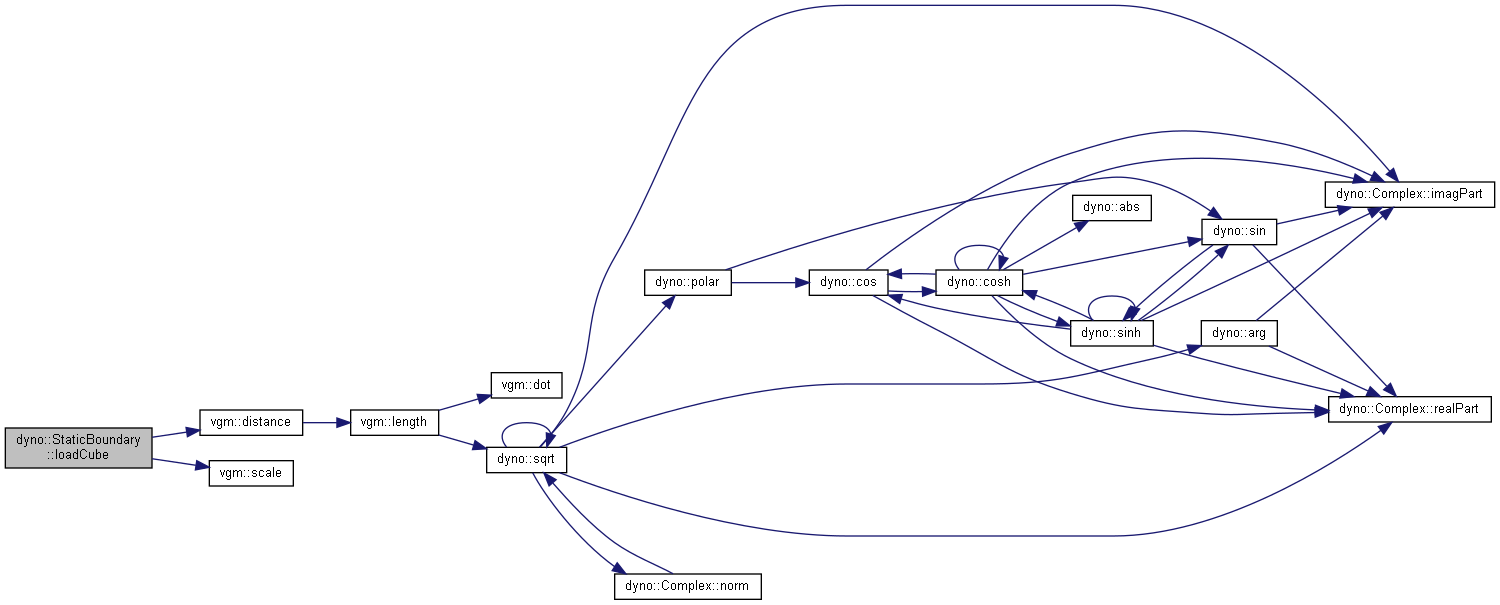 dyno::StaticBoundary
::loadCube
vgm::distance
vgm::scale
vgm::length
vgm::dot
dyno::sqrt
dyno::polar
dyno::Complex::norm
dyno::cos
dyno::cosh
dyno::abs
dyno::sinh
dyno::sin
dyno::arg
dyno::Complex::imagPart
dyno::Complex::realPart